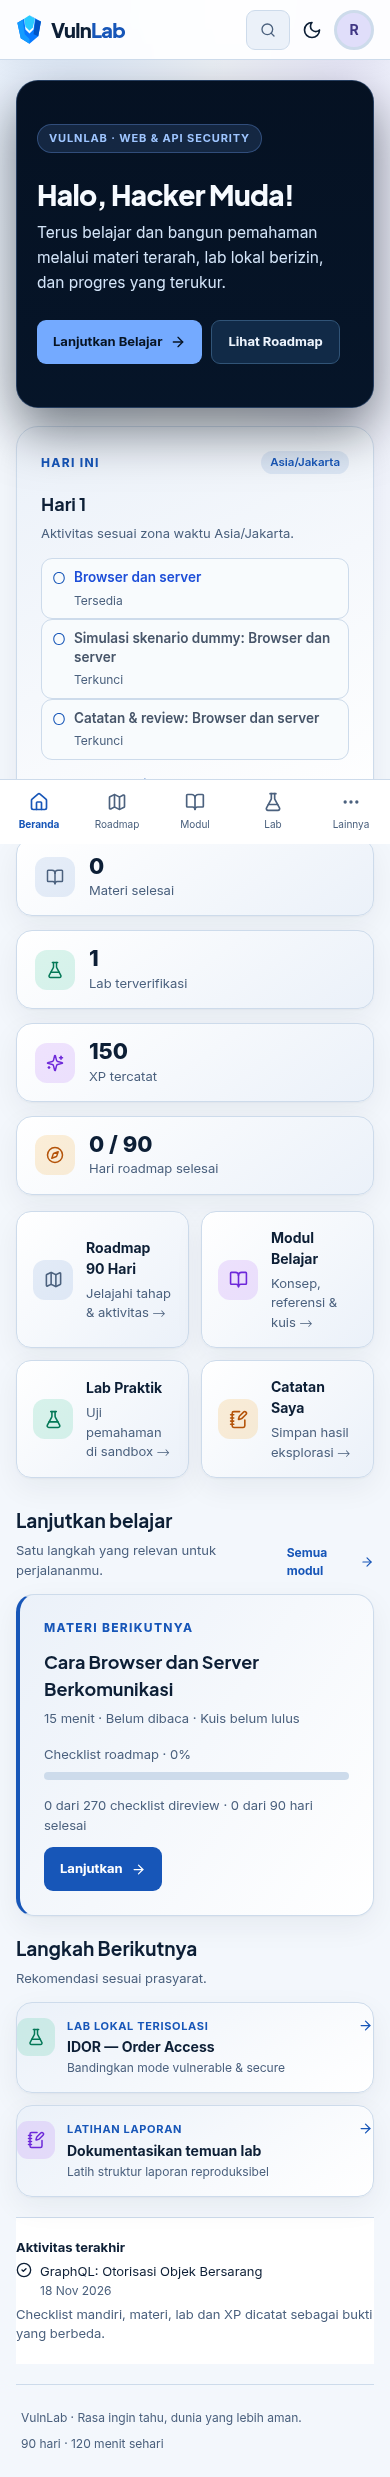 VulnLab
R
VULNLAB · WEB & API SECURITY
Halo, Hacker Muda!
Terus belajar dan bangun pemahaman
melalui materi terarah, lab lokal berizin,
dan progres yang terukur.
Lanjutkan Belajar →
Lihat Roadmap
HARI INI
Asia/Jakarta
Hari 1
Aktivitas sesuai zona waktu Asia/Jakarta.
Browser dan server
Tersedia
Simulasi skenario dummy: Browser dan
server
Terkunci
Catatan & review: Browser dan server
Terkunci
Beranda
Roadmap
Modul
Lab
Lainnya
0
Materi selesai
1
Lab terverifikasi
150
XP tercatat
0 / 90
Hari roadmap selesai
Roadmap
90 Hari
Jelajahi tahap
& aktivitas →
Modul
Belajar
Konsep,
referensi &
kuis →
Lab Praktik
Uji
pemahaman
di sandbox →
Catatan
Saya
Simpan hasil
eksplorasi →
Lanjutkan belajar
Satu langkah yang relevan untuk
perjalananmu.
Semua
modul →
MATERI BERIKUTNYA
Cara Browser dan Server
Berkomunikasi
15 menit · Belum dibaca · Kuis belum lulus
Checklist roadmap · 0%
0 dari 270 checklist direview · 0 dari 90 hari
selesai
Lanjutkan →
Langkah Berikutnya
Rekomendasi sesuai prasyarat.
LAB LOKAL TERISOLASI
IDOR — Order Access
Bandingkan mode vulnerable & secure
LATIHAN LAPORAN
Dokumentasikan temuan lab
Latih struktur laporan reproduksibel
Aktivitas terakhir
GraphQL: Otorisasi Objek Bersarang
18 Nov 2026
Checklist mandiri, materi, lab dan XP dicatat sebagai bukti
yang berbeda.
VulnLab · Rasa ingin tahu, dunia yang lebih aman.
90 hari · 120 menit sehari